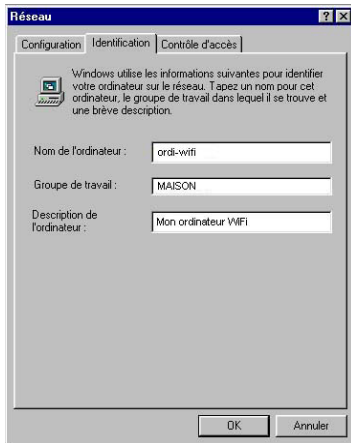 Réseau
Configuration Identification Contrôle d'accès
Windows utilise les informations suivantes pour identifier
votre ordinateur sur le réseau. Tapez un nom pour cet
ordinateur, le groupe de travail dans lequel il se trouve et
une brève description.
Nom de l'ordinateur : ordi-wifi
Groupe de travail : MAISON
Description de
l'ordinateur : Mon ordinateur WiFi
OK Annuler